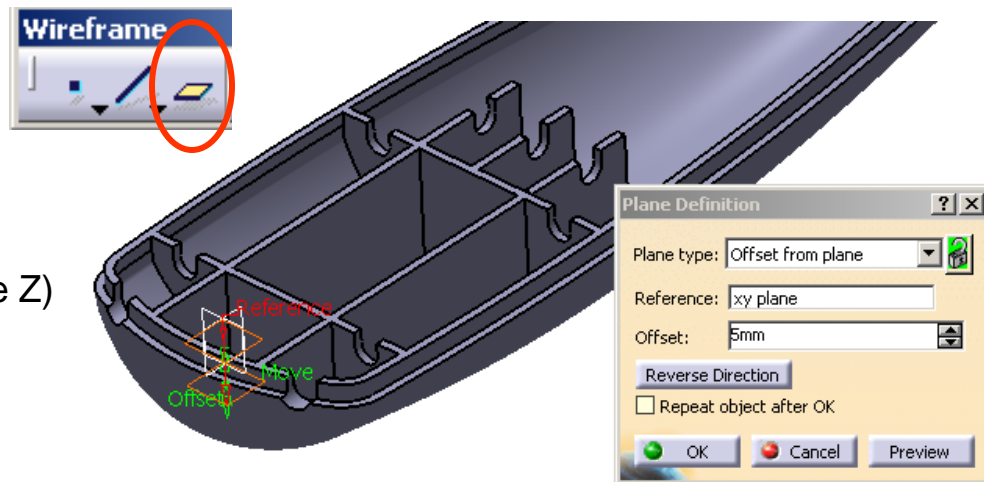 Wireframe
Plane Definition
? X
Plane type: Offset from plane
Reference: xy plane
Offset: 5mm
Reverse Direction
Repeat object after OK
OK Cancel Preview
e Z)
Reference
Move
Offset